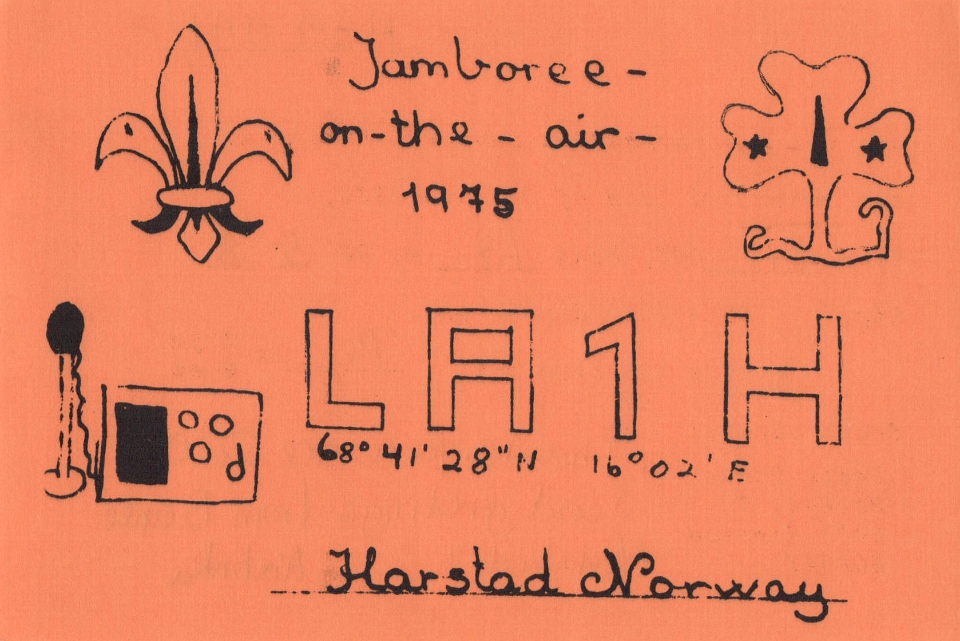 Jamboree -
on-the - air -
1975
LA1H
68° 41' 28" N 16° 02' E
Harstad Norway